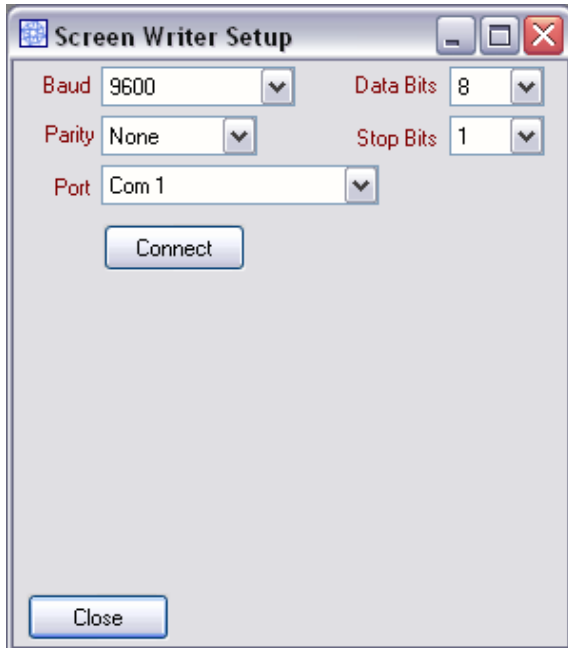 Screen Writer Setup
Baud 9600 Data Bits 8
Parity None Stop Bits 1
Port Com 1
Connect
Close